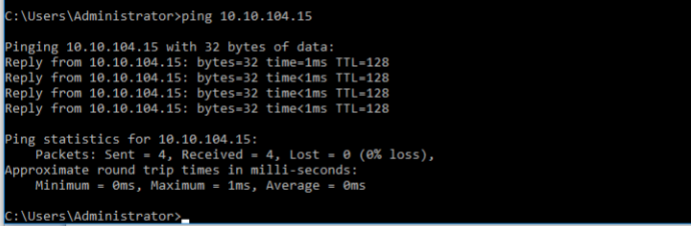 C:\Users\Administrator>ping 10.10.104.15
Pinging 10.10.104.15 with 32 bytes of data:
Reply from 10.10.104.15: bytes=32 time=1ms TTL=128
Reply from 10.10.104.15: bytes=32 time<1ms TTL=128
Reply from 10.10.104.15: bytes=32 time<1ms TTL=128
Reply from 10.10.104.15: bytes=32 time<1ms TTL=128
Ping statistics for 10.10.104.15:
Packets: Sent = 4, Received = 4, Lost = 0 (0% loss),
Approximate round trip times in milli-seconds:
Minimum = 0ms, Maximum = 1ms, Average = 0ms
C:\Users\Administrator>